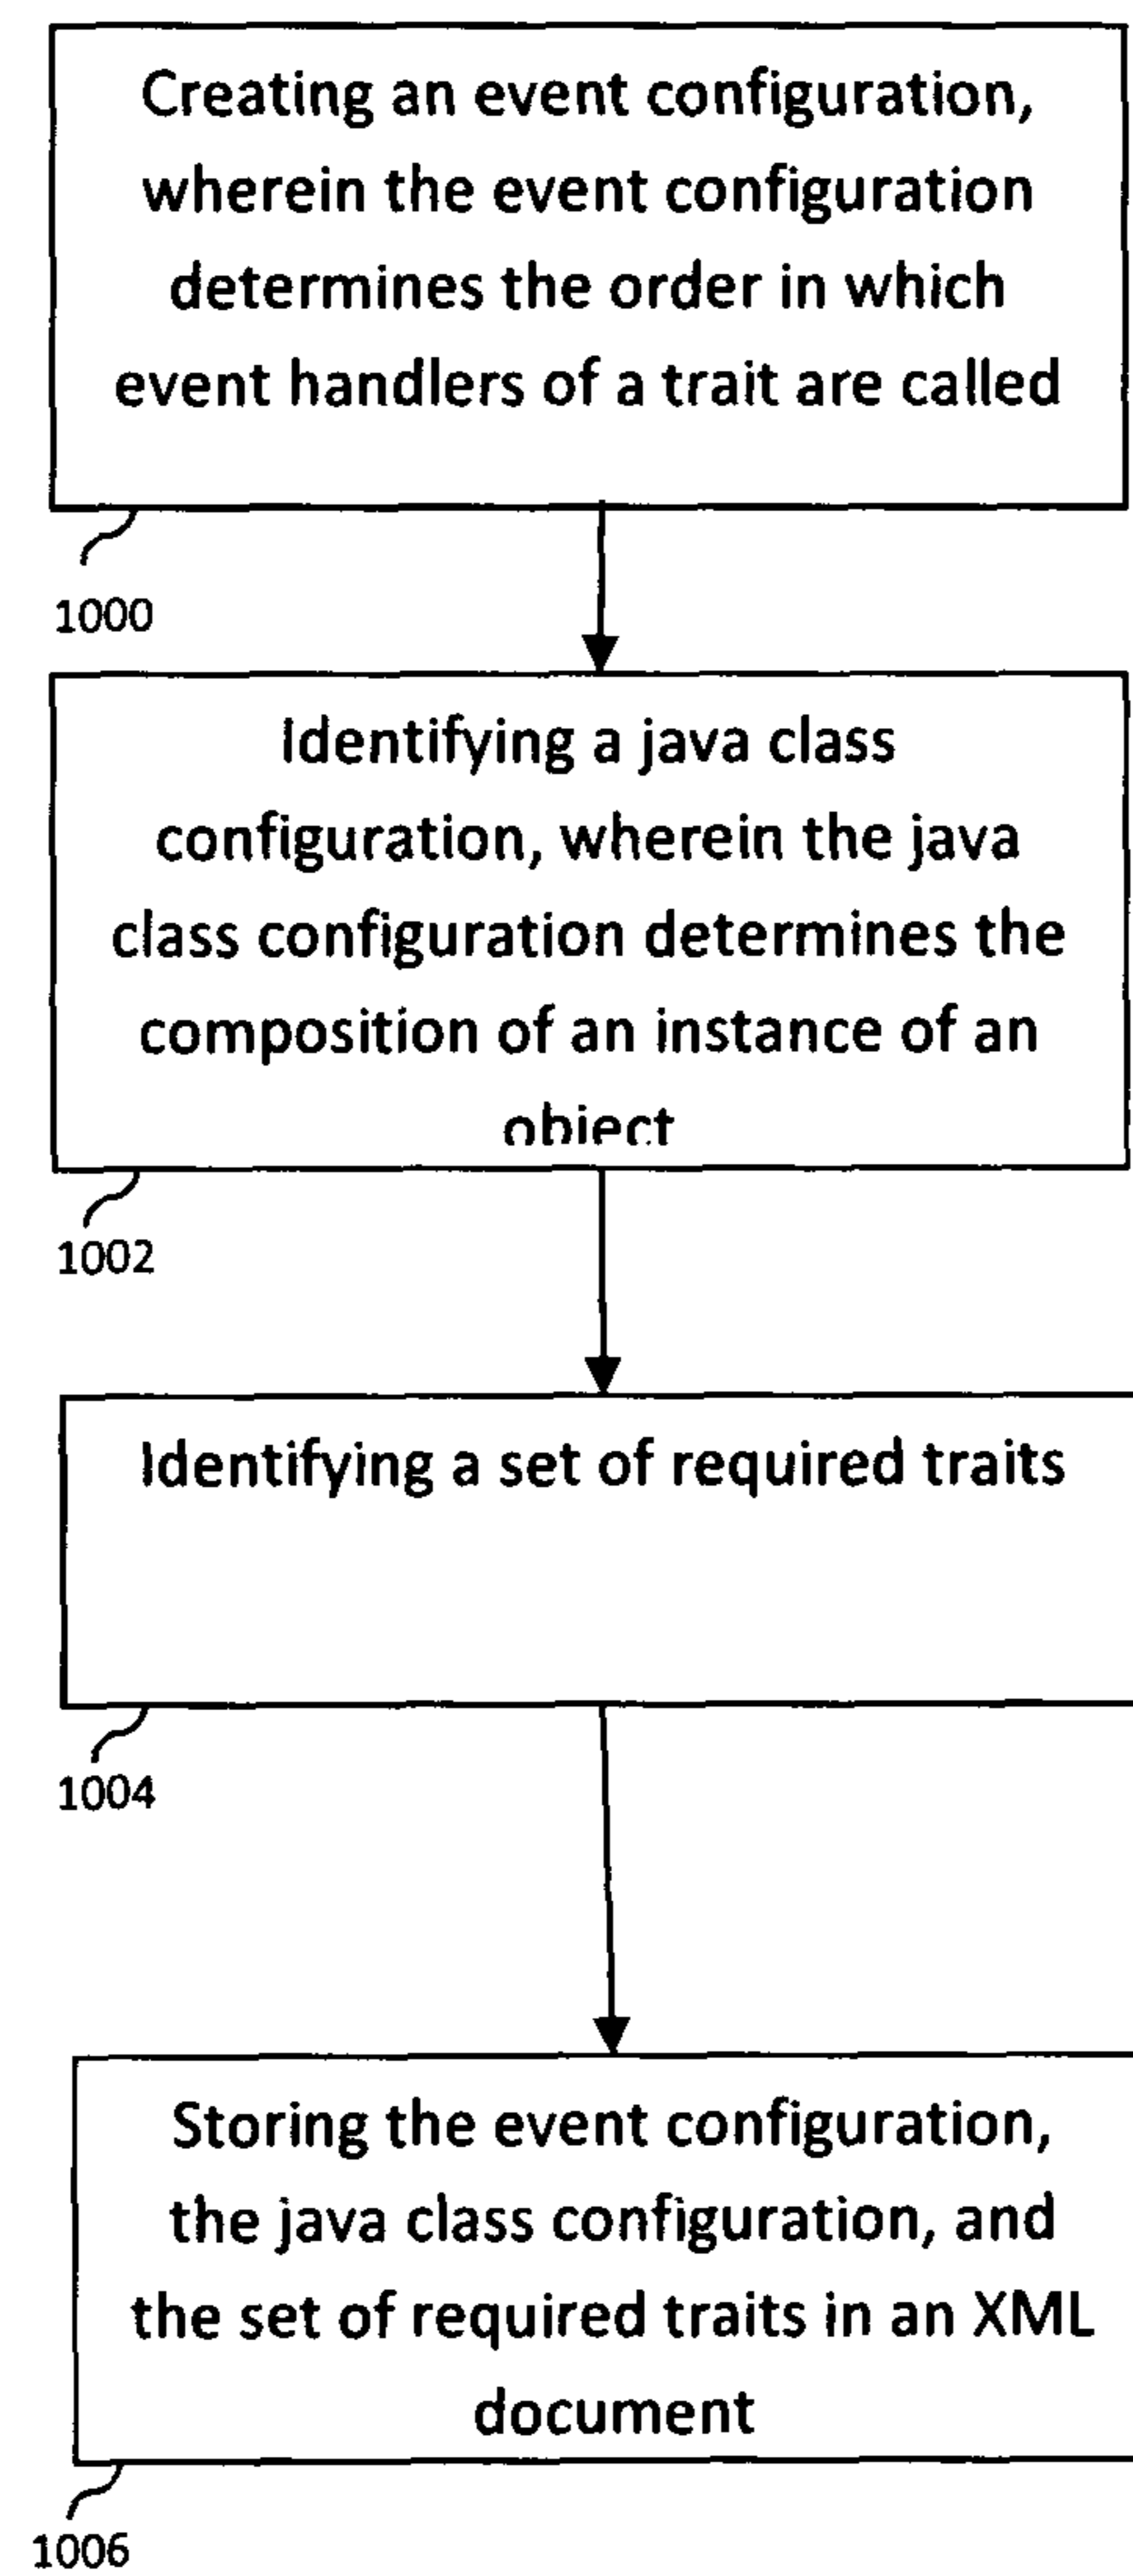 Creating an event configuration,
wherein the event configuration
determines the order in which
event handlers of a trait are called
1000
Identifying a java class
configuration, wherein the java
class configuration determines the
composition of an instance of an
object
1002
Identifying a set of required traits
1004
Storing the event configuration,
the java class configuration, and
the set of required traits in an XML
document
1006